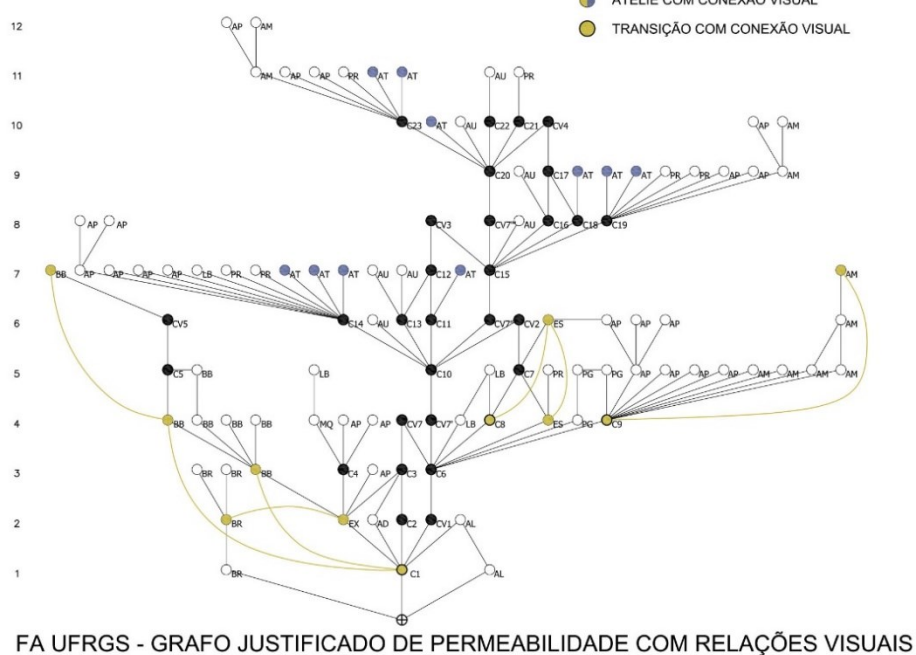 ATELIÊ COM CONEXÃO VISUAL
TRANSIÇÃO COM CONEXÃO VISUAL
12 AP AM
11 AM AP AP PR AT AT AU PR
10 C23 AT AU C22 C21 CV4 AP AM
9 C20 AU C17 AT AT AT PR PR AP AP AM
8 AP AP CV3 CV7'' AU C16 C18 C19
7 BB AP AP AP AP LB PR PR AT AT AT AU AU C12 AT C15 AM
6 CV5 C14 AU C13 C11 CV7' CV2 ES AP AP AP AM
5 C5 BB LB C10 LB C7 PR PG PG AP AP AP AP AM AM AM AM
4 BB BB BB BB MQ AP AP CV7 CV7' LB C8 ES PG C9
3 BR BR BB C4 AP C3 C6
2 BR EX AD C2 CV1 AL
1 BR C1 AL
FA UFRGS - GRAFO JUSTIFICADO DE PERMEABILIDADE COM RELAÇÕES VISUAIS